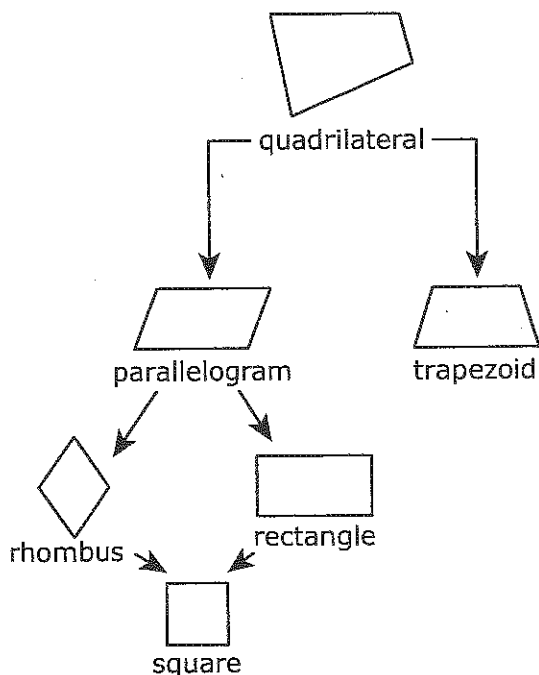 quadrilateral
parallelogram
trapezoid
rhombus
rectangle
square